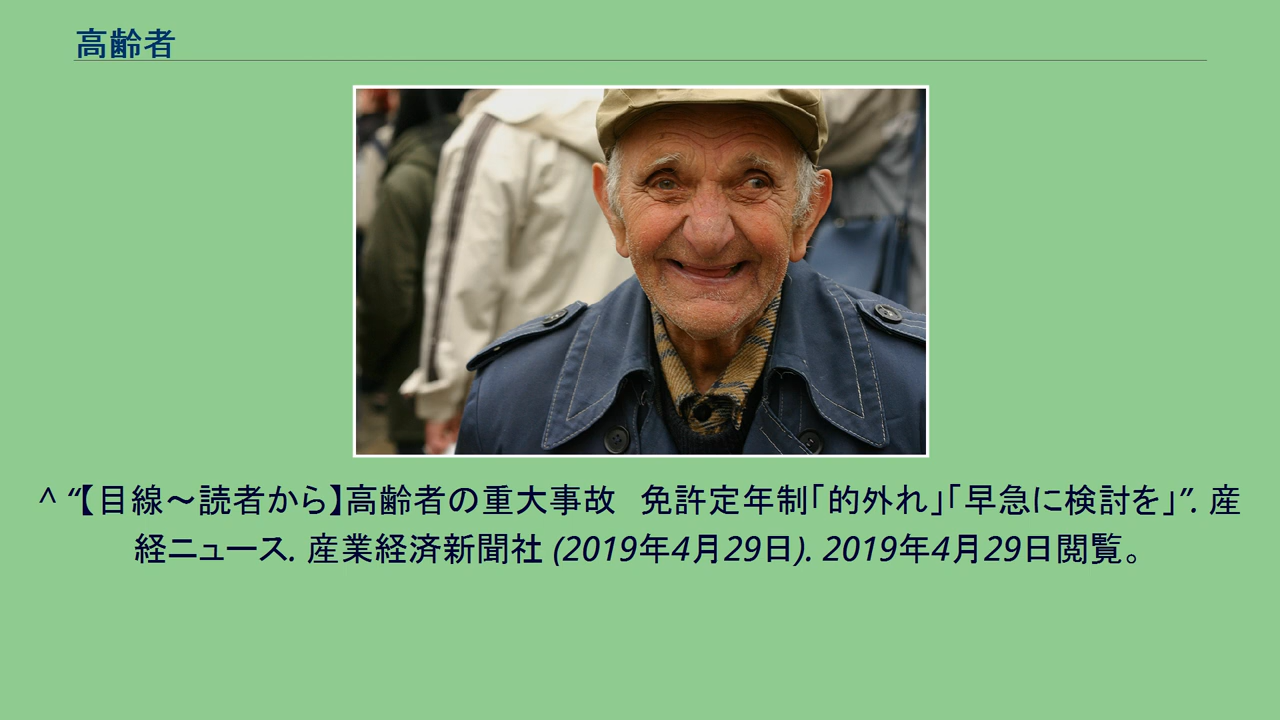 高齢者
^ “【目線〜読者から】高齢者の重大事故　免許定年制「的外れ」「早急に検討を」”. 産
経ニュース. 産業経済新聞社 (2019年4月29日). 2019年4月29日閲覧。